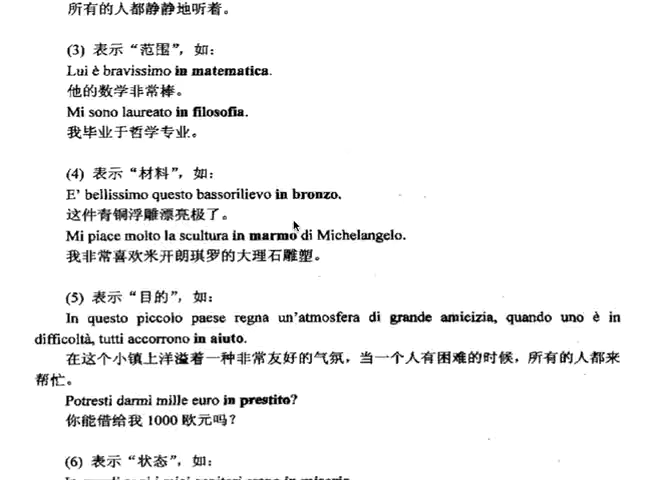 所有的人都静静地听着。
(3) 表示“范围”，如：
Lui è bravissimo in matematica.
他的数学非常棒。
Mi sono laureato in filosofia.
我毕业于哲学专业。
(4) 表示“材料”，如：
E' bellissimo questo bassorilievo in bronzo.
这件青铜浮雕漂亮极了。
Mi piace molto la scultura in marmo di Michelangelo.
我非常喜欢米开朗琪罗的大理石雕塑。
(5) 表示“目的”，如：
In questo piccolo paese regna un'atmosfera di grande amicizia, quando uno è in
difficoltà, tutti accorrono in aiuto.
在这个小镇上洋溢着一种非常友好的气氛，当一个人有困难的时候，所有的人都来
帮忙。
Potresti darmi mille euro in prestito?
你能借给我 1000 欧元吗？
(6) 表示“状态”，如：